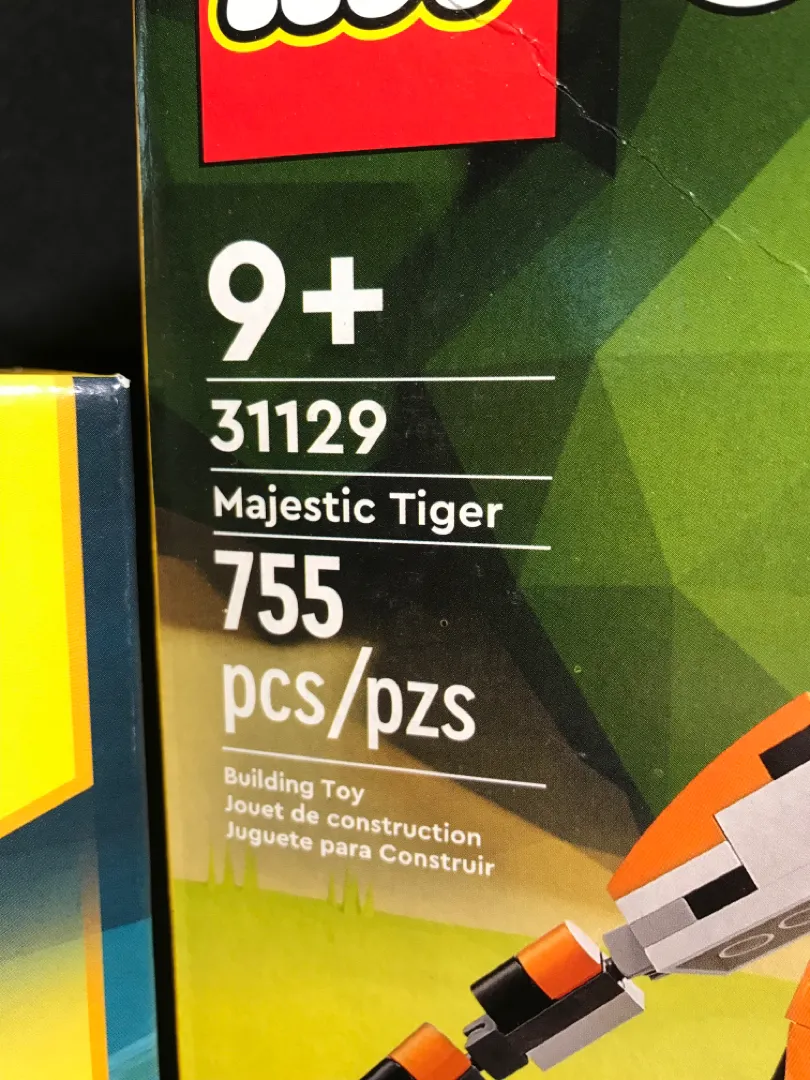 9+
31129
Majestic Tiger
755
pcs/pzs
Building Toy
Jouet de construction
Juguete para Construir